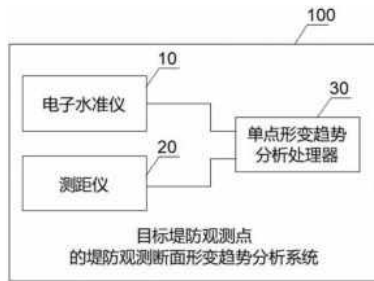 100
10
电子水准仪
30
单点形变趋势
分析处理器
20
测距仪
目标堤防观测点
的堤防观测断面形变趋势分析系统